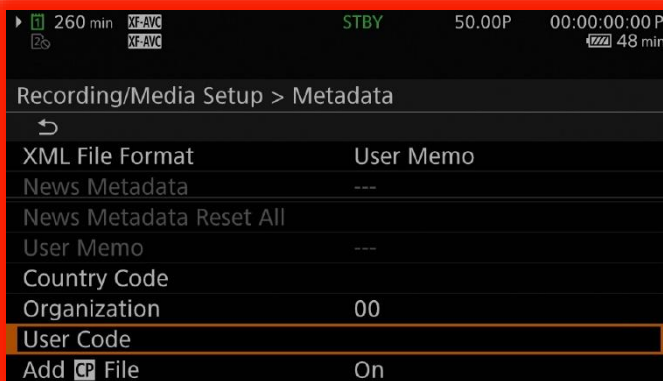 1 260 min XF-AVC STBY 50.00P 00:00:00:00 P
2 XF-AVC 48 min
Recording/Media Setup > Metadata
XML File Format User Memo
News Metadata ---
News Metadata Reset All
User Memo ---
Country Code
Organization 00
User Code
Add CP File On